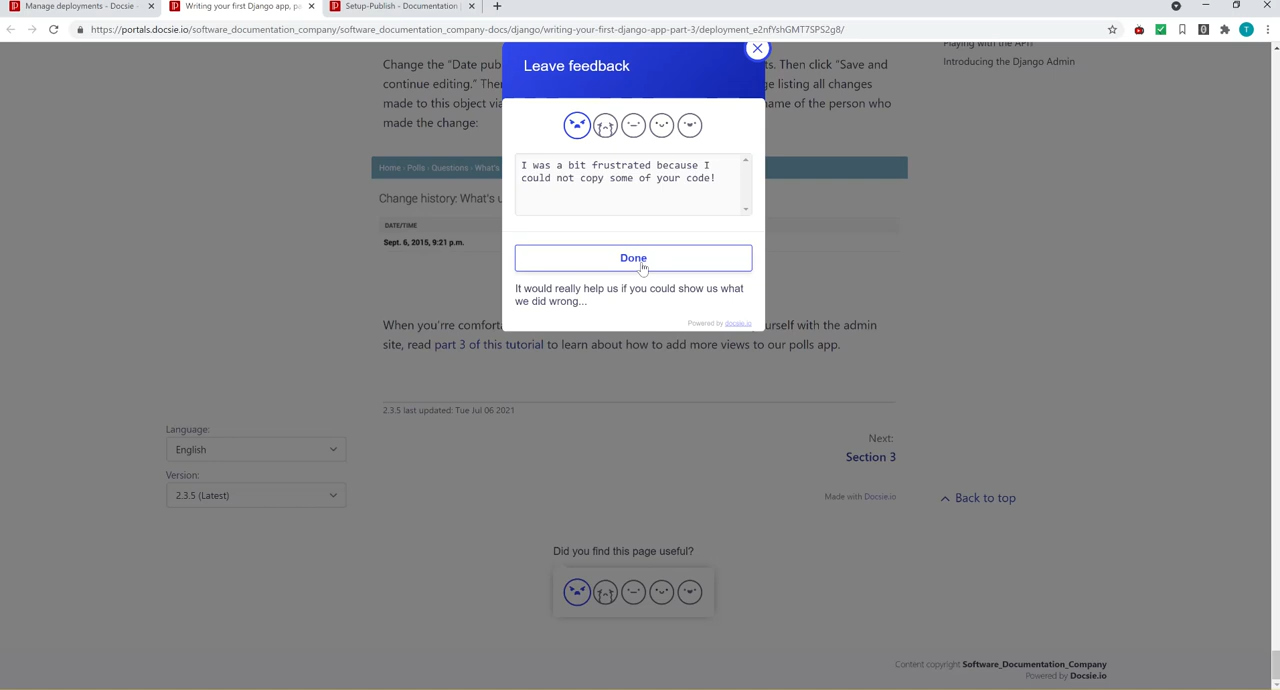 Manage deployments - Docsie -
Writing your first Django app, pa
Setup-Publish - Documentation
https://portals.docsie.io/software_documentation_company/software_documentation_company-docs/django/writing-your-first-django-app-part-3/deployment_e2nfYshGMT7SPS2g8/
T
Playing with the API
Introducing the Django Admin
Change the "Date pub
ts. Then click "Save and
continue editing." Then
ge listing all changes
made to this object via
ame of the person who
made the change:
Leave feedback
I was a bit frustrated because I
could not copy some of your code!
Done
It would really help us if you could show us what
we did wrong...
Powered by docsie.io
Home › Polls › Questions › What's
Change history: What's u
DATE/TIME
Sept. 6, 2015, 9:21 p.m.
When you're comfort
urself with the admin
site, read part 3 of this tutorial to learn about how to add more views to our polls app.
2.3.5 last updated: Tue Jul 06 2021
Language:
English
Version:
2.3.5 (Latest)
Next:
Section 3
Made with Docsie.io
Back to top
Did you find this page useful?
Content copyright Software_Documentation_Company
Powered by Docsie.io